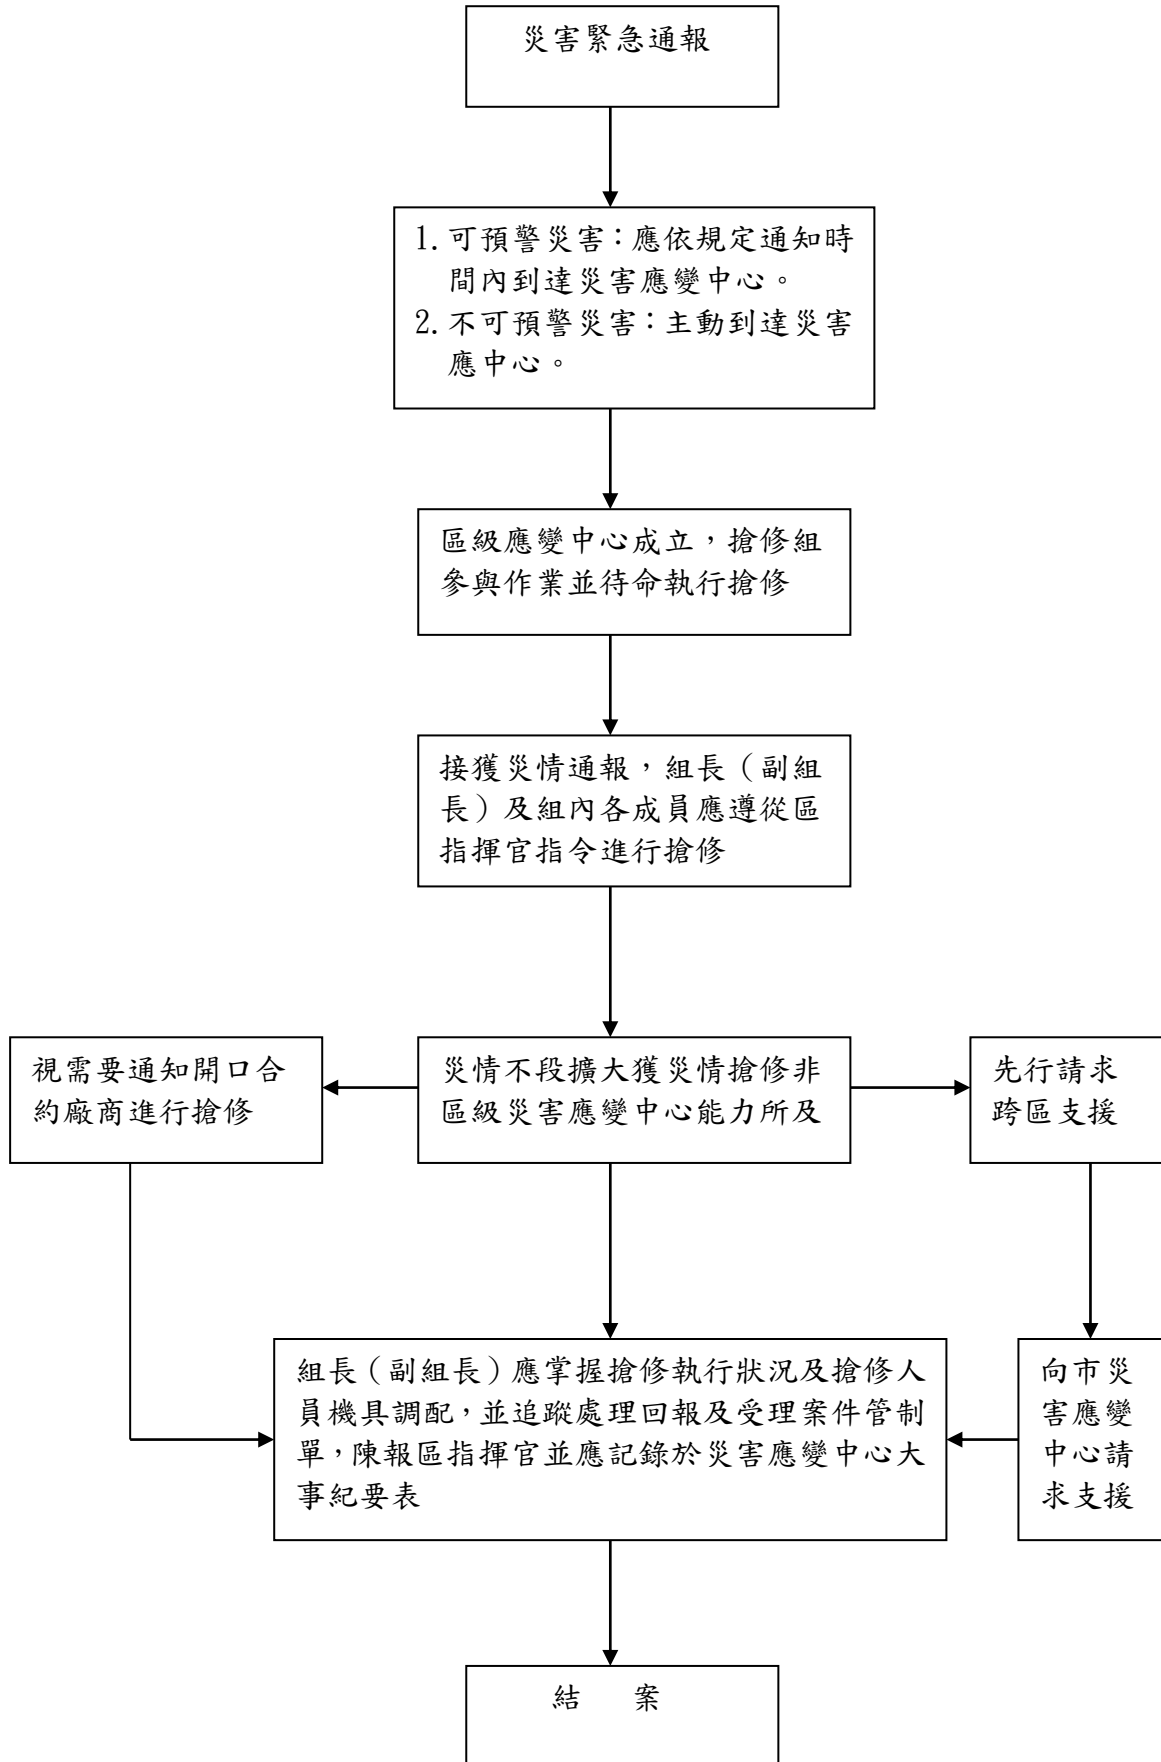 災害緊急通報
1. 可預警災害：應依規定通知時
間內到達災害應變中心。
2. 不可預警災害：主動到達災害
應中心。
區級應變中心成立，搶修組
參與作業並待命執行搶修
接獲災情通報，組長（副組
長）及組內各成員應遵從區
指揮官指令進行搶修
視需要通知開口合
約廠商進行搶修
災情不段擴大獲災情搶修非
區級災害應變中心能力所及
先行請求
跨區支援
組長（副組長）應掌握搶修執行狀況及搶修人
員機具調配，並追蹤處理回報及受理案件管制
單，陳報區指揮官並應記錄於災害應變中心大
事紀要表
向市災
害應變
中心請
求支援
結　案